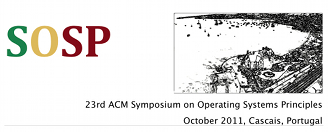 SOSP
23rd ACM Symposium on Operating Systems Principles
October 2011, Cascais, Portugal